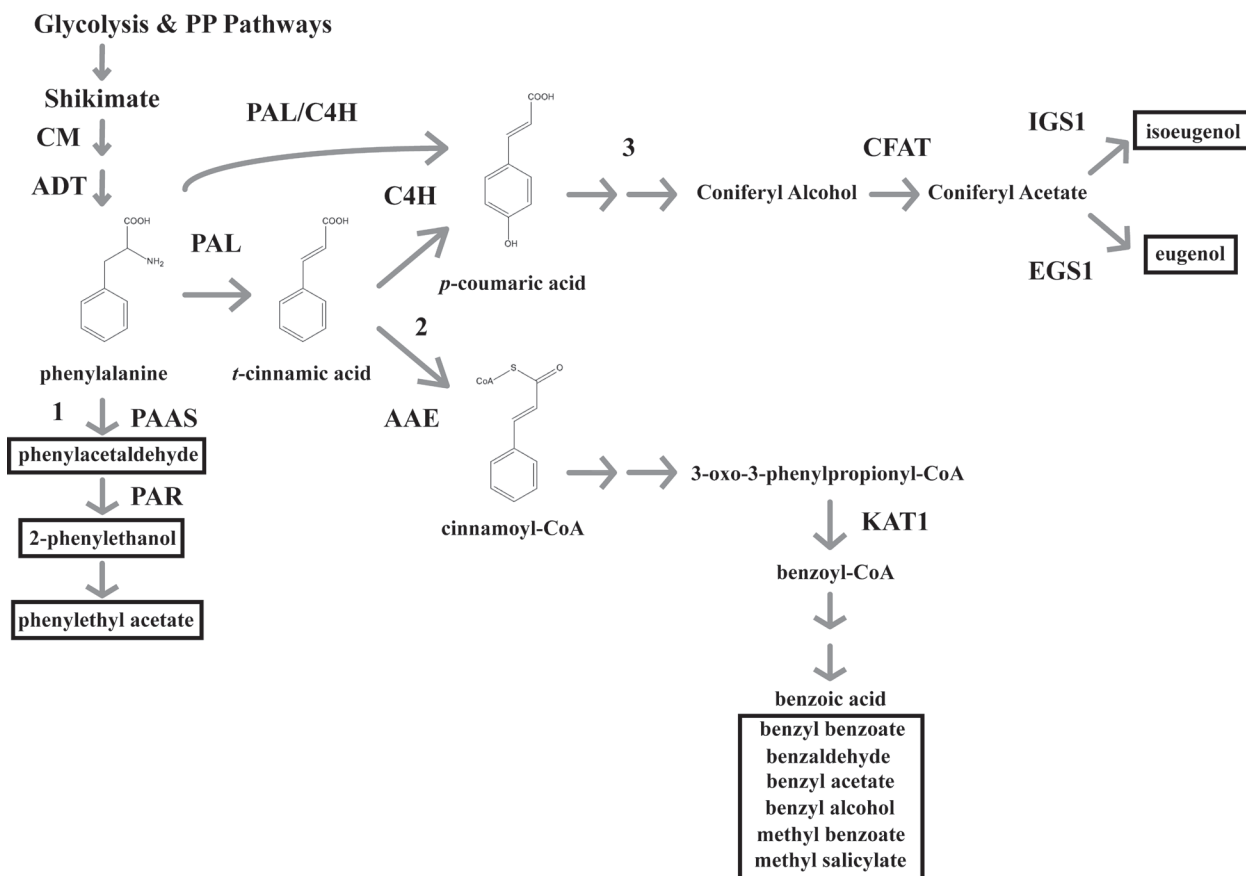 Glycolysis & PP Pathways
Shikimate
CM
ADT
COOH
NH₂
phenylalanine
PAL
PAL/C4H
COOH
t-cinnamic acid
C4H
COOH
OH
p-coumaric acid
3
Coniferyl Alcohol
CFAT
Coniferyl Acetate
IGS1
isoeugenol
EGS1
eugenol
1
PAAS
phenylacetaldehyde
PAR
2-phenylethanol
phenylethyl acetate
2
AAE
CoA
S
O
cinnamoyl-CoA
3-oxo-3-phenylpropionyl-CoA
KAT1
benzoyl-CoA
benzoic acid
benzyl benzoate
benzaldehyde
benzyl acetate
benzyl alcohol
methyl benzoate
methyl salicylate